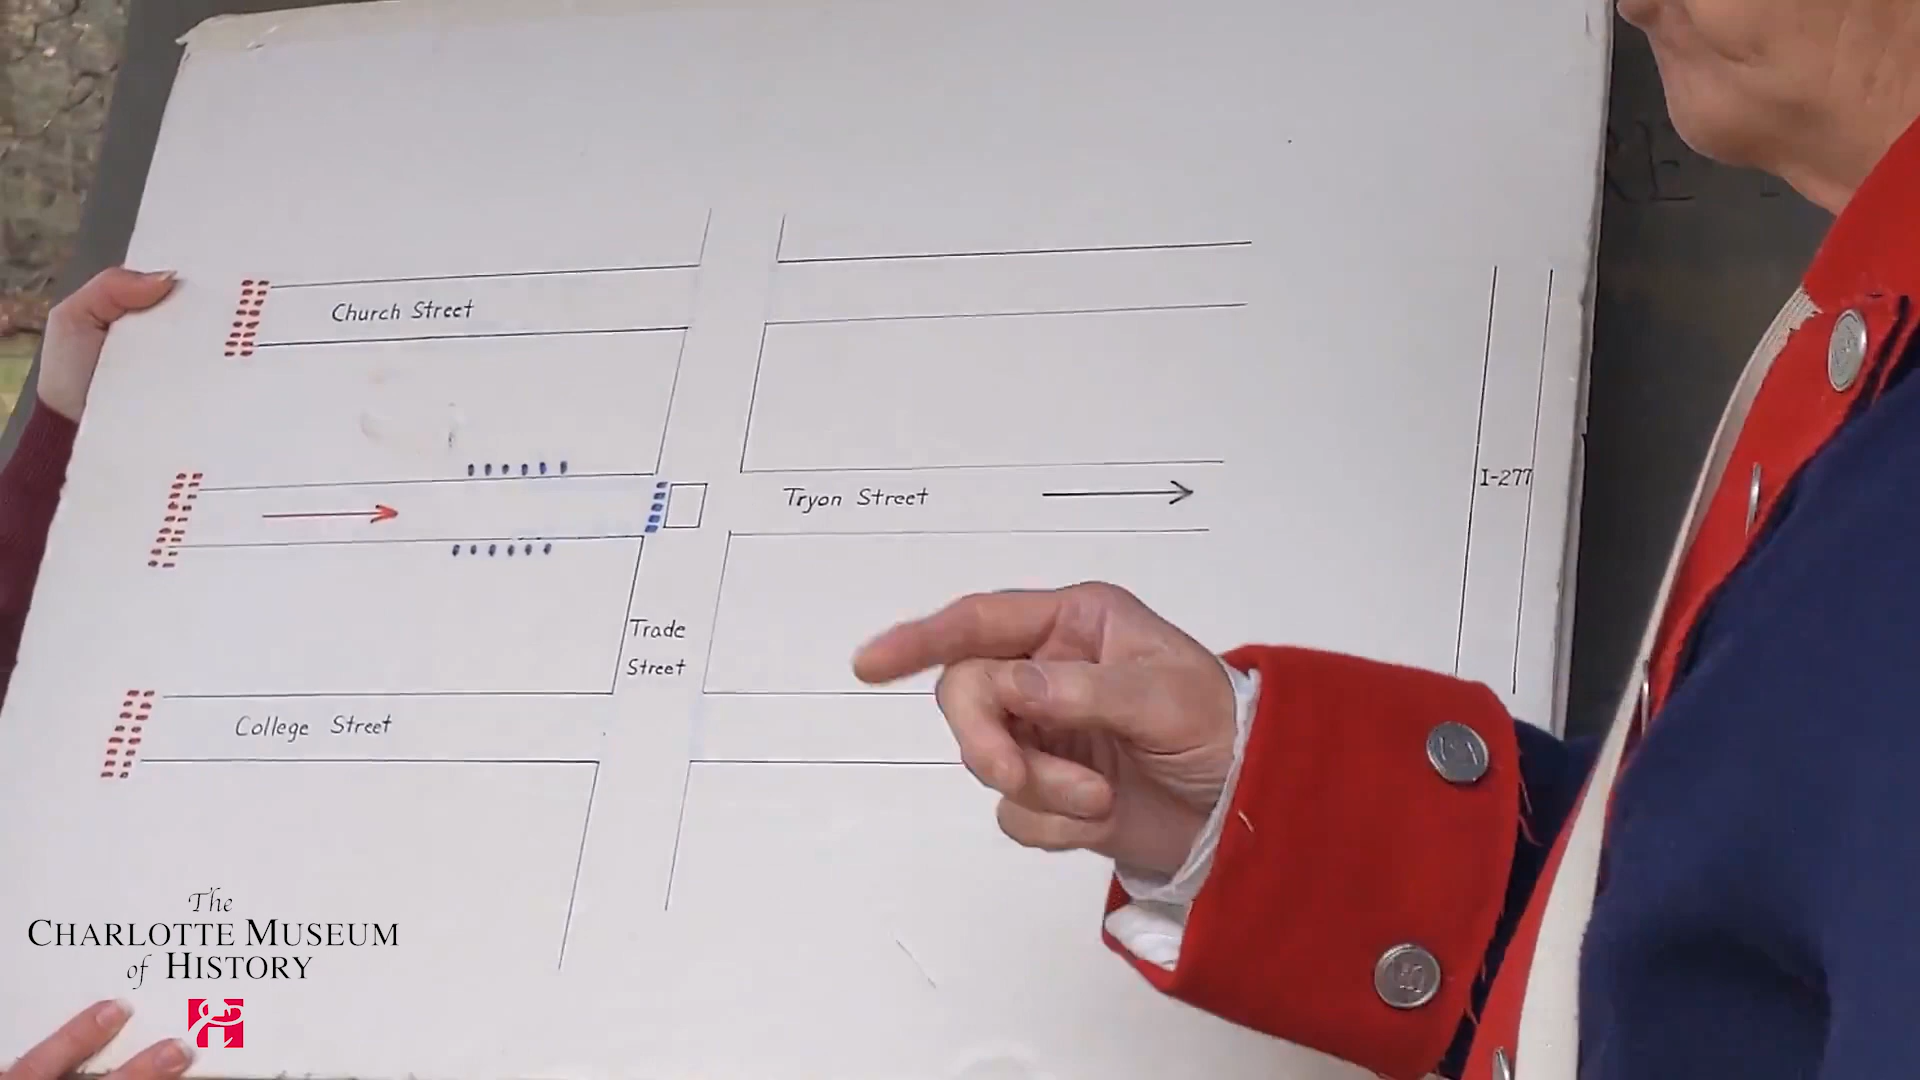 Church Street
Tryon Street
I-277
Trade
Street
College Street
The
CHARLOTTE MUSEUM
of HISTORY